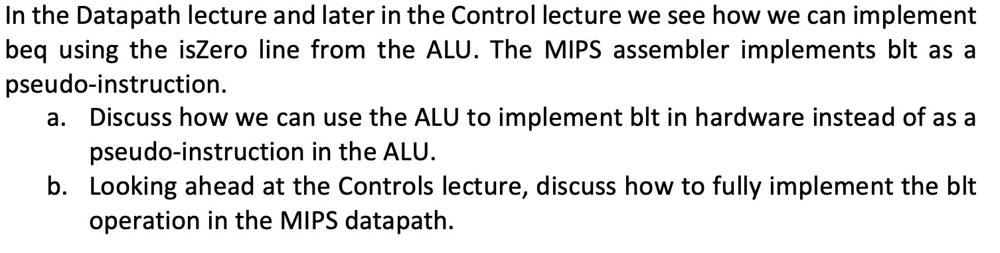 In the Datapath lecture and later in the Control lecture we see how we can implement
beq using the isZero line from the ALU. The MIPS assembler implements blt as a
pseudo-instruction.
a. Discuss how we can use the ALU to implement blt in hardware instead of as a
pseudo-instruction in the ALU.
b. Looking ahead at the Controls lecture, discuss how to fully implement the blt
operation in the MIPS datapath.